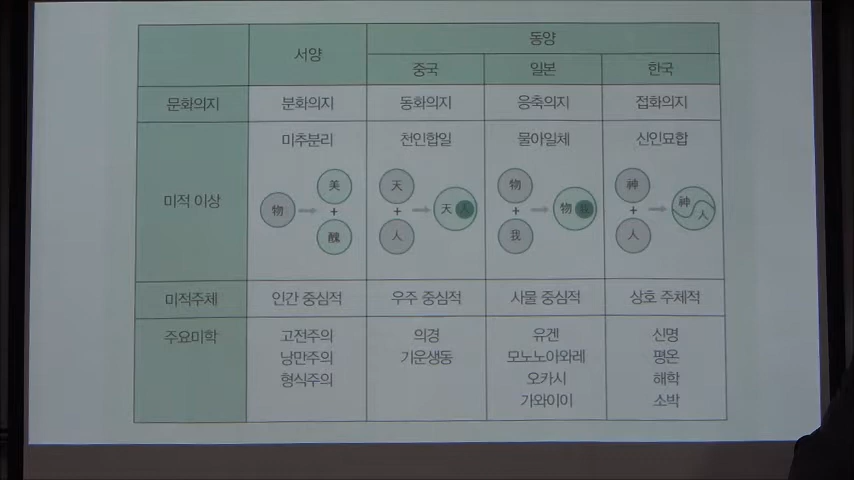 서양
동양
중국
일본
한국
문화의지
분화의지
동화의지
응축의지
접화의지
미적 이상
미추분리
천인합일
물아일체
신인묘합
物
美
+
醜
天
+
人
天 人
物
+
我
物 我
神
+
人
神 人
미적주체
인간 중심적
우주 중심적
사물 중심적
상호 주체적
주요미학
고전주의
낭만주의
형식주의
의경
기운생동
유겐
모노노아와레
오카시
가와이이
신명
평온
해학
소박